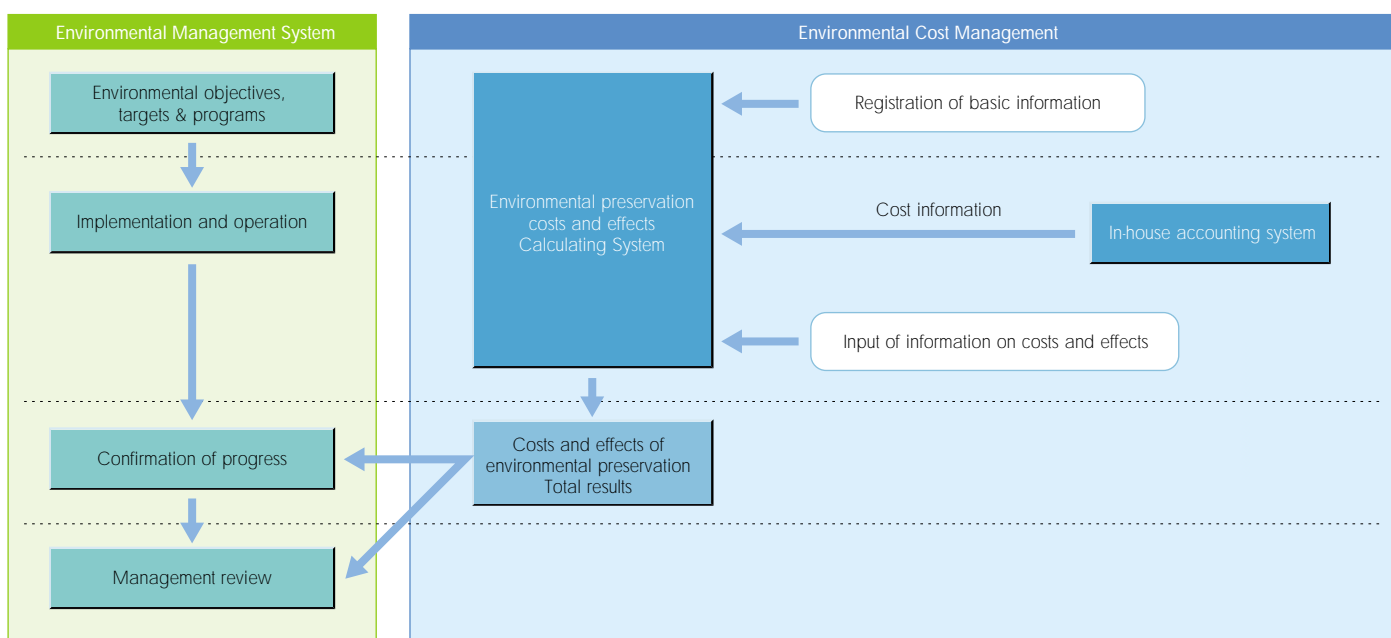 Environmental Management System
Environmental objectives,
targets & programs
Implementation and operation
Confirmation of progress
Management review
Environmental Cost Management
Environmental preservation
costs and effects
Calculating System
Registration of basic information
Cost information
In-house accounting system
Input of information on costs and effects
Costs and effects of
environmental preservation
Total results